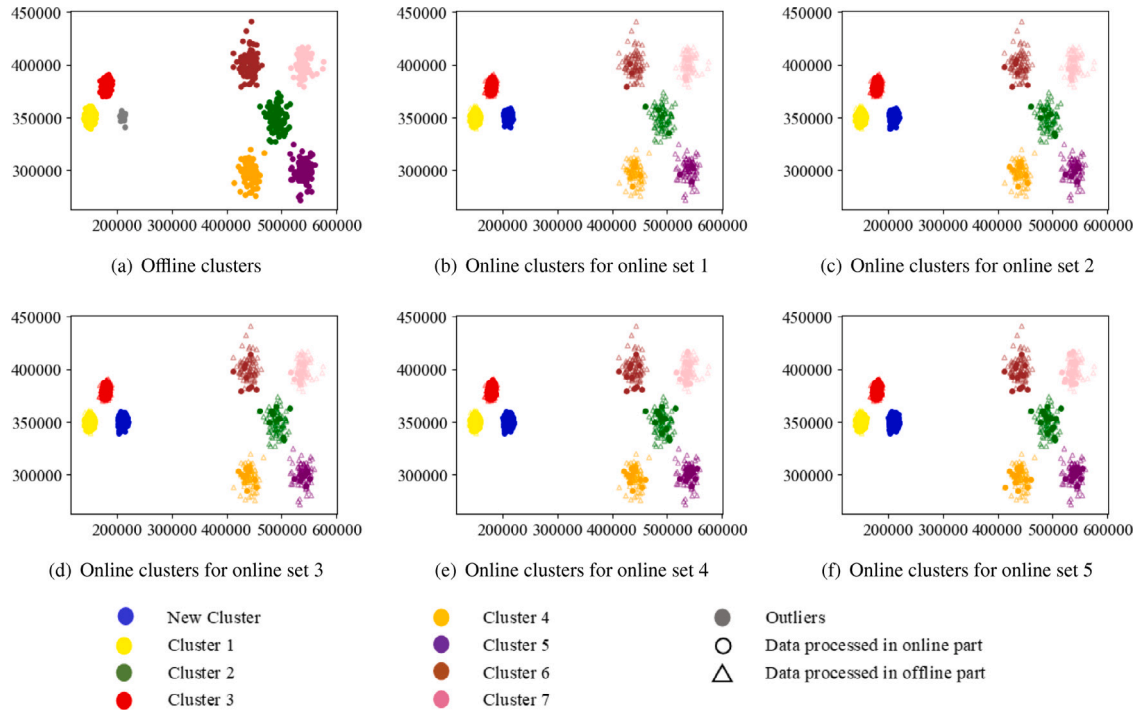 450000 450000 450000
400000 400000 400000
350000 350000 350000
300000 300000 300000
200000 300000 400000 500000 600000 200000 300000 400000 500000 600000 200000 300000 400000 500000 600000
(a) Offline clusters (b) Online clusters for online set 1 (c) Online clusters for online set 2
450000 450000 450000
400000 400000 400000
350000 350000 350000
300000 300000 300000
200000 300000 400000 500000 600000 200000 300000 400000 500000 600000 200000 300000 400000 500000 600000
(d) Online clusters for online set 3 (e) Online clusters for online set 4 (f) Online clusters for online set 5
New Cluster Cluster 4 Outliers
Cluster 1 Cluster 5 Data processed in online part
Cluster 2 Cluster 6 Data processed in offline part
Cluster 3 Cluster 7